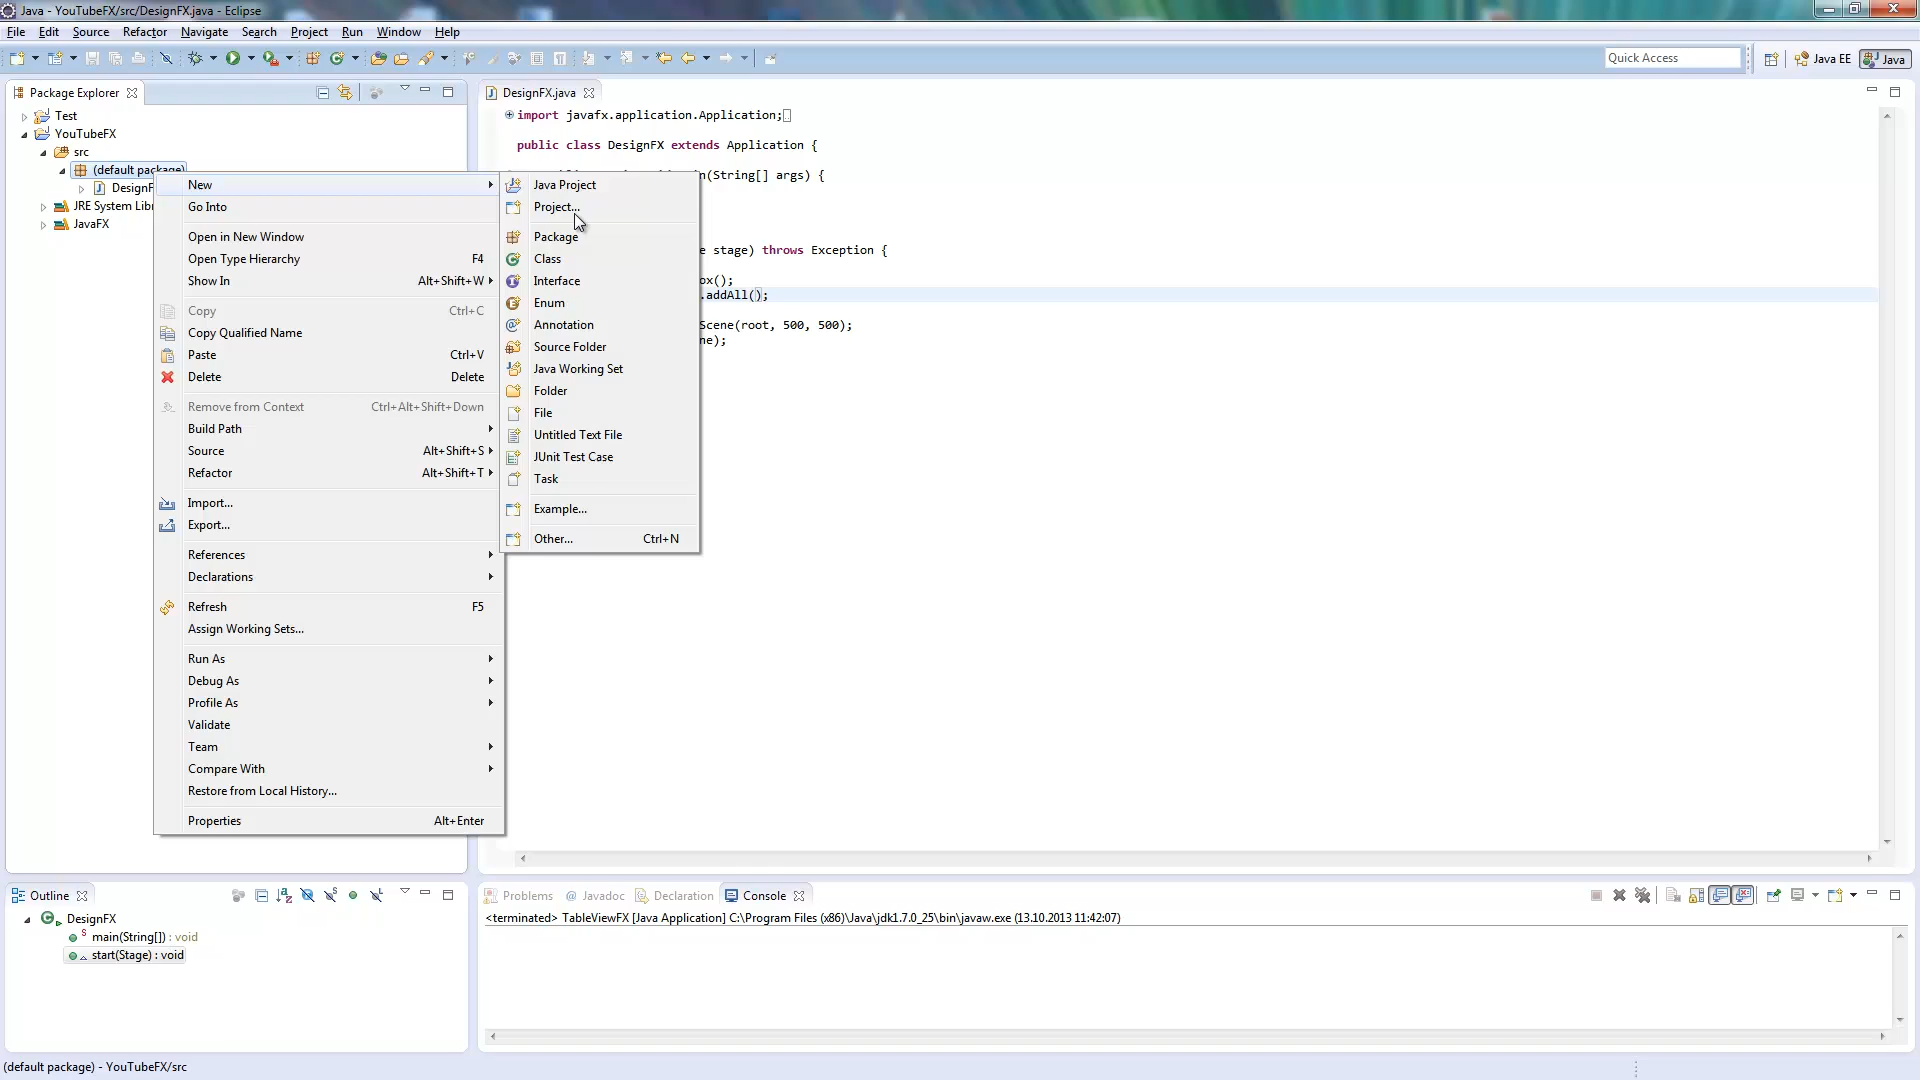 Java - YouTubeFX/src/DesignFX.java - Eclipse
File Edit Source Refactor Navigate Search Project Run Window Help
Quick Access
Java EE
Java
Package Explorer
Test
YouTubeFX
src
(default package)
DesignF
JRE System Libr
JavaFX
New
Go Into
Open in New Window
Open Type Hierarchy F4
Show In Alt+Shift+W
Copy Ctrl+C
Copy Qualified Name
Paste Ctrl+V
Delete Delete
Remove from Context Ctrl+Alt+Shift+Down
Build Path
Source Alt+Shift+S
Refactor Alt+Shift+T
Import...
Export...
References
Declarations
Refresh F5
Assign Working Sets...
Run As
Debug As
Profile As
Validate
Team
Compare With
Restore from Local History...
Properties Alt+Enter
Java Project
Project...
Package
Class
Interface
Enum
Annotation
Source Folder
Java Working Set
Folder
File
Untitled Text File
JUnit Test Case
Task
Example...
Other... Ctrl+N
DesignFX.java
import javafx.application.Application;
public class DesignFX extends Application {
n(String[] args) {
e stage) throws Exception {
ox();
.addAll();
Scene(root, 500, 500);
ne);
Outline
DesignFX
main(String[]) : void
start(Stage) : void
Problems @ Javadoc Declaration Console
<terminated> TableViewFX [Java Application] C:\Program Files (x86)\Java\jdk1.7.0_25\bin\javaw.exe (13.10.2013 11:42:07)
(default package) - YouTubeFX/src